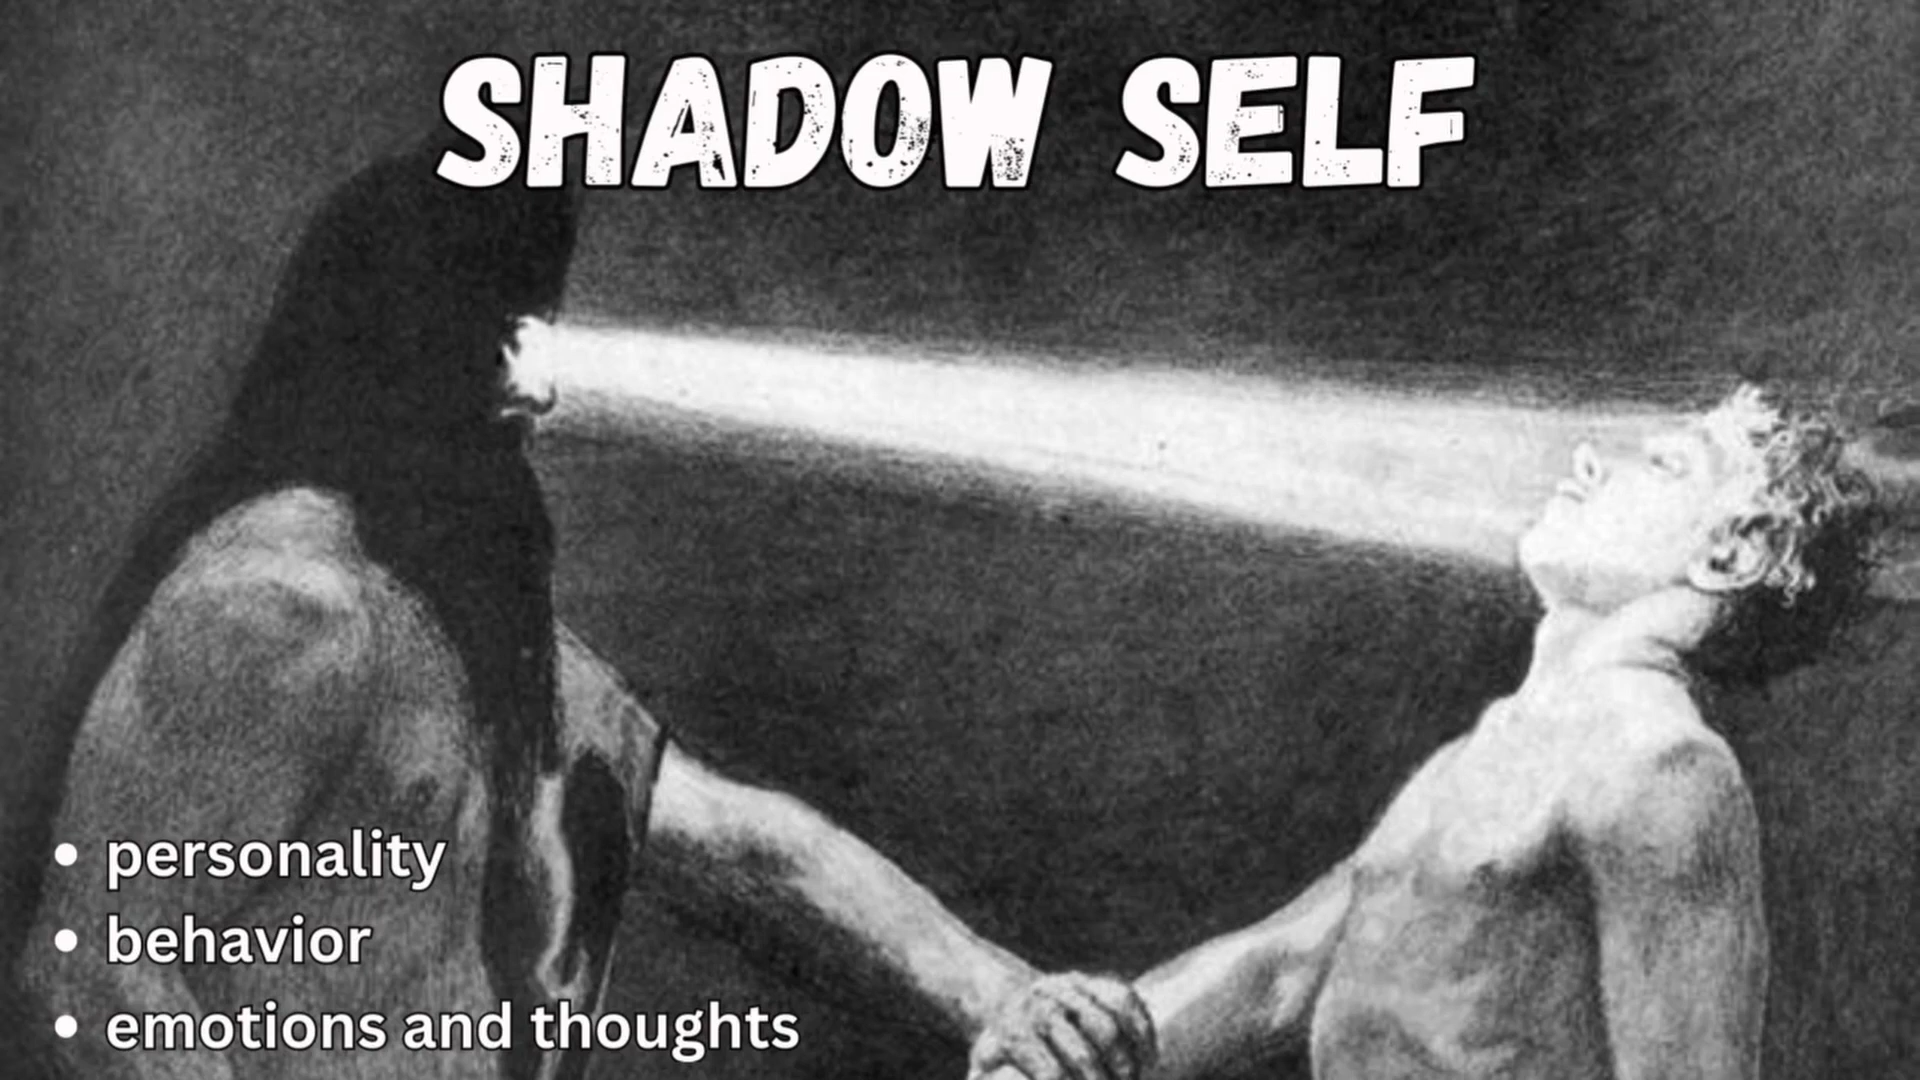 SHADOW SELF
• personality
• behavior
• emotions and thoughts